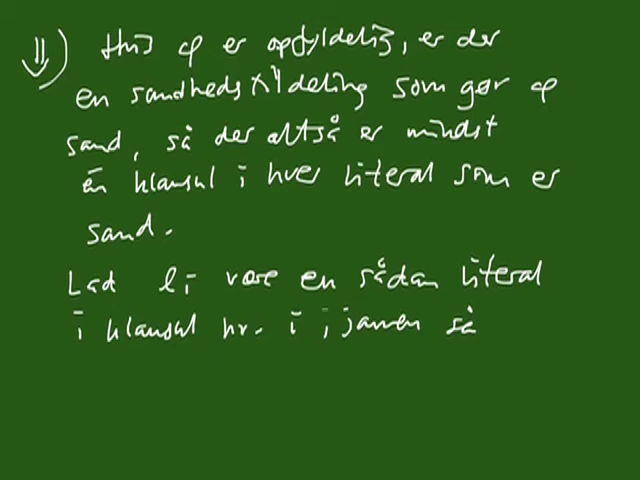 ⇓) Hvis φ er opfyldelig, er der
en sandhedstildeling som gør φ
sand, så der altså er mindst
én klausul i hver literal som er
sand.
Lad li være en sådan literal
i klausul nr. i, jamen så